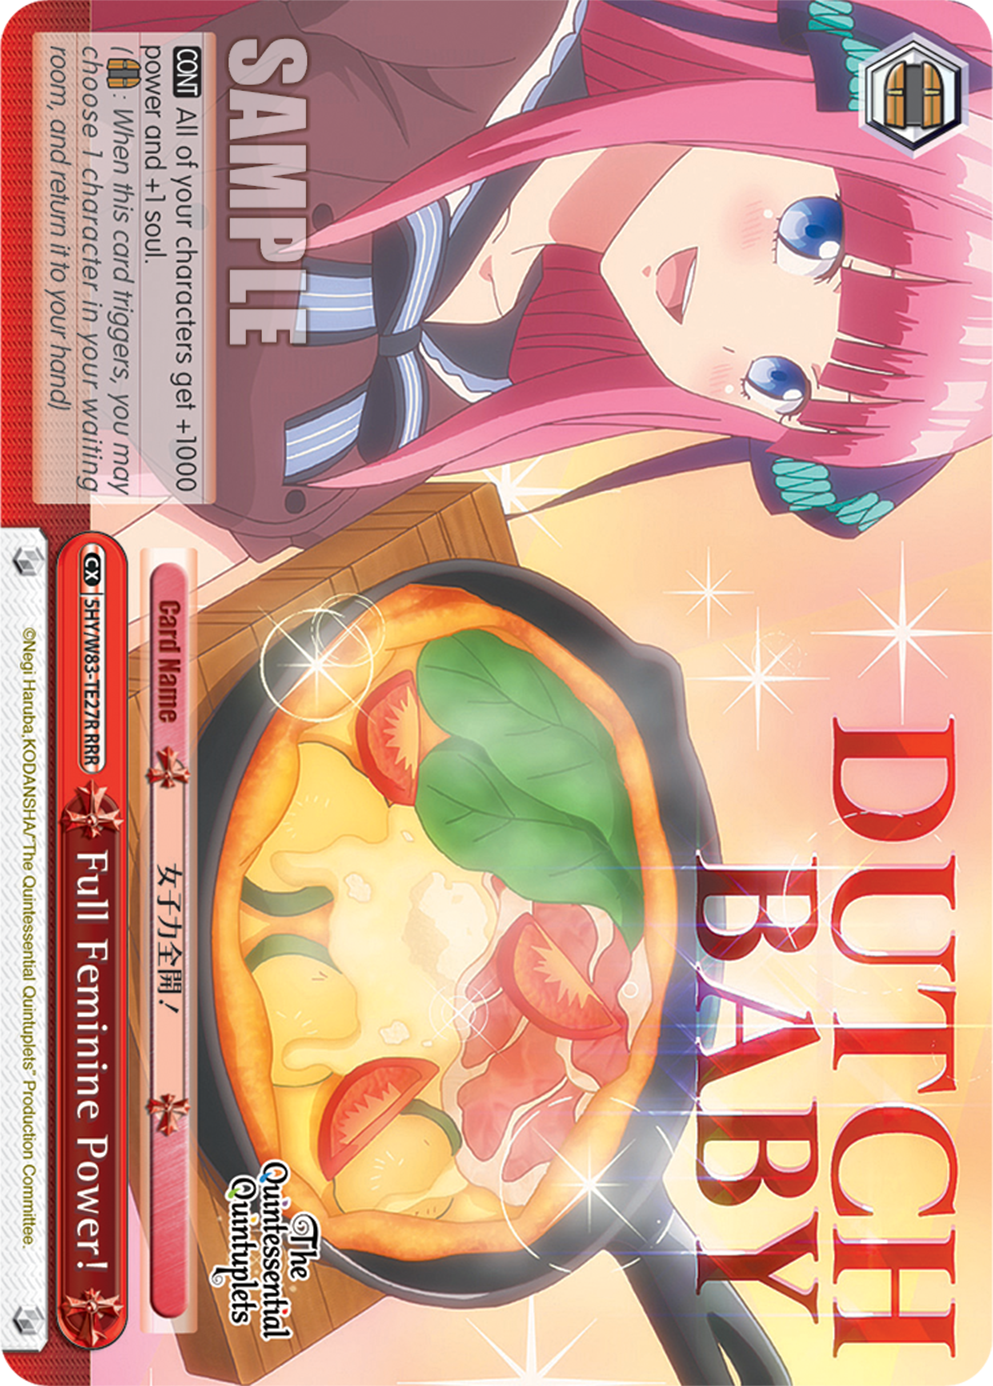 DUTCH
BABY
SAMPLE
CONT All of your characters get +1000
power and +1 soul.
( : When this card triggers, you may
choose 1 character in your waiting
room, and return it to your hand)
The
Quintessential
Quintuplets
Card Name
女子力全開!
CX 5HY/W83-TE27R RRR
Full Feminine Power!
©Negi Haruba,KODANSHA/"The Quintessential Quintuplets" Production Committee.